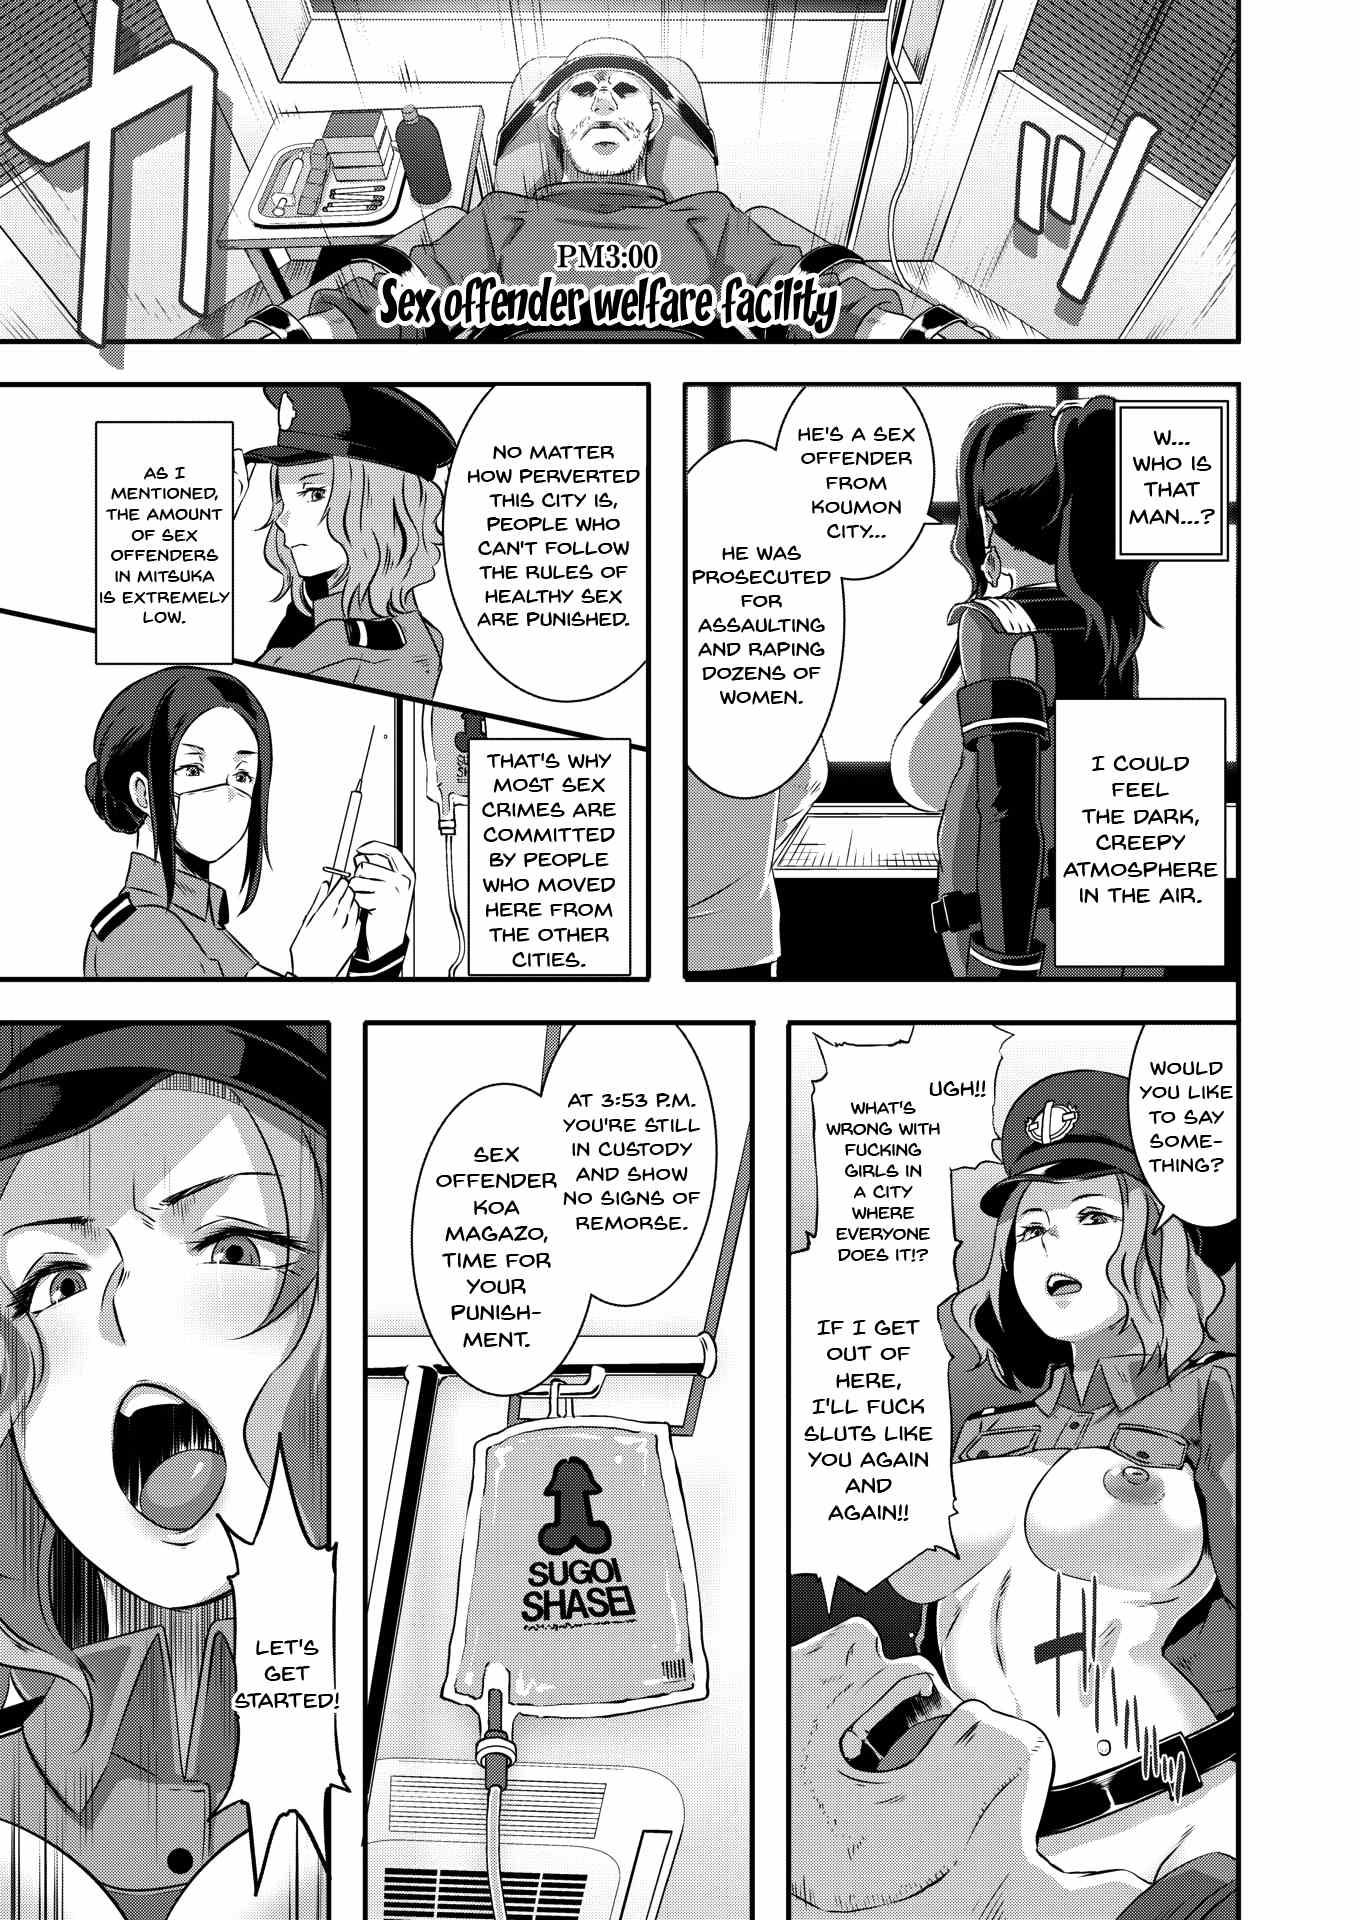 ガ
ッ
PM3:00
Sex offender welfare facility
W...
WHO IS
THAT
MAN...?
HE'S A SEX
OFFENDER
FROM
KOUMON
CITY...
HE WAS
PROSECUTED
FOR
ASSAULTING
AND RAPING
DOZENS OF
WOMEN.
I COULD
FEEL
THE DARK,
CREEPY
ATMOSPHERE
IN THE AIR.
NO MATTER
HOW PERVERTED
THIS CITY IS,
PEOPLE WHO
CAN'T FOLLOW
THE RULES OF
HEALTHY SEX
ARE PUNISHED.
AS I
MENTIONED,
THE AMOUNT
OF SEX
OFFENDERS
IN MITSUKA
IS EXTREMELY
LOW.
THAT'S WHY
MOST SEX
CRIMES ARE
COMMITTED
BY PEOPLE
WHO MOVED
HERE FROM
THE OTHER
CITIES.
WOULD
YOU LIKE
TO SAY
SOME-
THING?
UGH!!
WHAT'S
WRONG WITH
FUCKING
GIRLS IN
A CITY
WHERE
EVERYONE
DOES IT!?
IF I GET
OUT OF
HERE,
I'LL FUCK
SLUTS LIKE
YOU AGAIN
AND
AGAIN!!
AT 3:53 P.M.
YOU'RE STILL
IN CUSTODY
AND SHOW
NO SIGNS OF
REMORSE.
SEX
OFFENDER
KOA
MAGAZO,
TIME FOR
YOUR
PUNISH-
MENT.
SUGOI
SHASEI
LET'S
GET
STARTED!